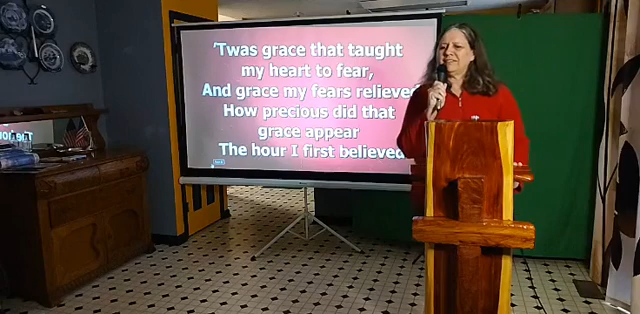 'Twas grace that taught
my heart to fear,
And grace my fears relieved
How precious did that
grace appear
The hour I first believed.